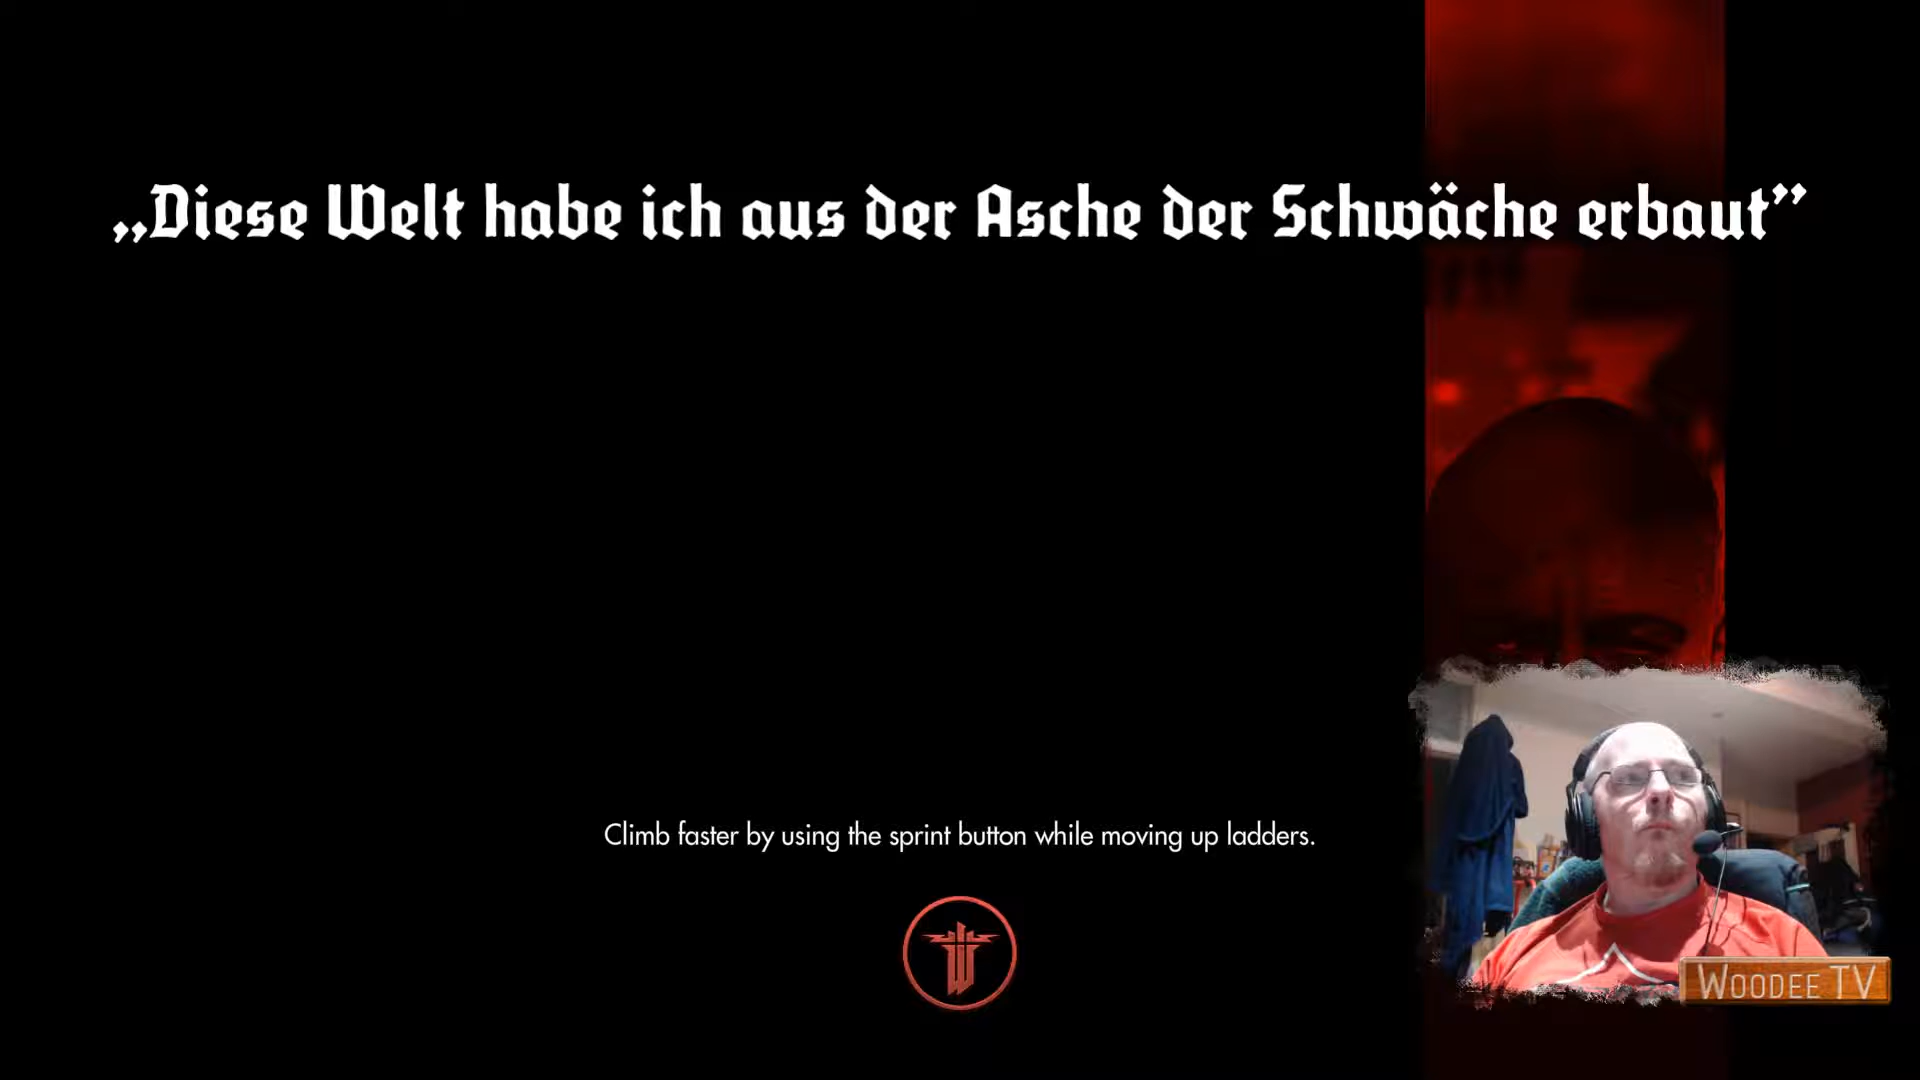 „Diese Welt habe ich aus der Asche der Schwäche erbaut”
Climb faster by using the sprint button while moving up ladders.
WOODEE TV